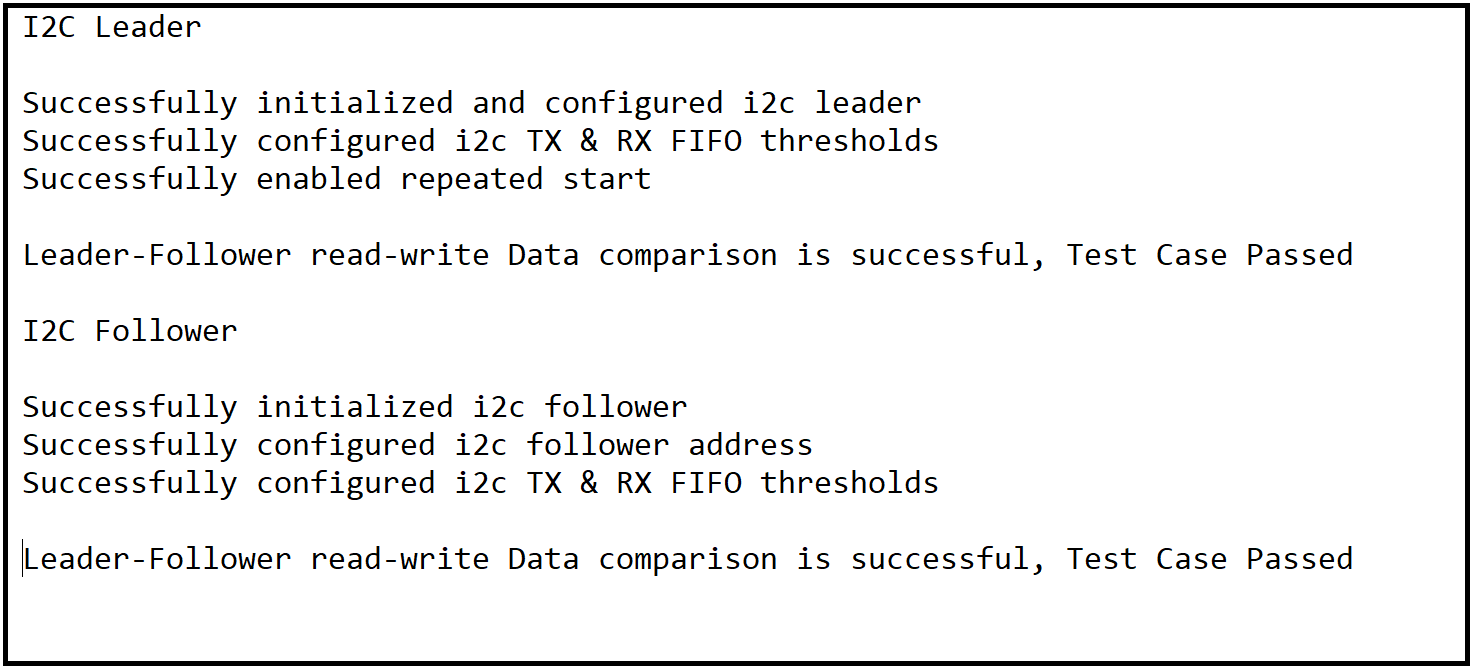 I2C Leader
Successfully initialized and configured i2c leader
Successfully configured i2c TX & RX FIFO thresholds
Successfully enabled repeated start
Leader-Follower read-write Data comparison is successful, Test Case Passed
I2C Follower
Successfully initialized i2c follower
Successfully configured i2c follower address
Successfully configured i2c TX & RX FIFO thresholds
Leader-Follower read-write Data comparison is successful, Test Case Passed